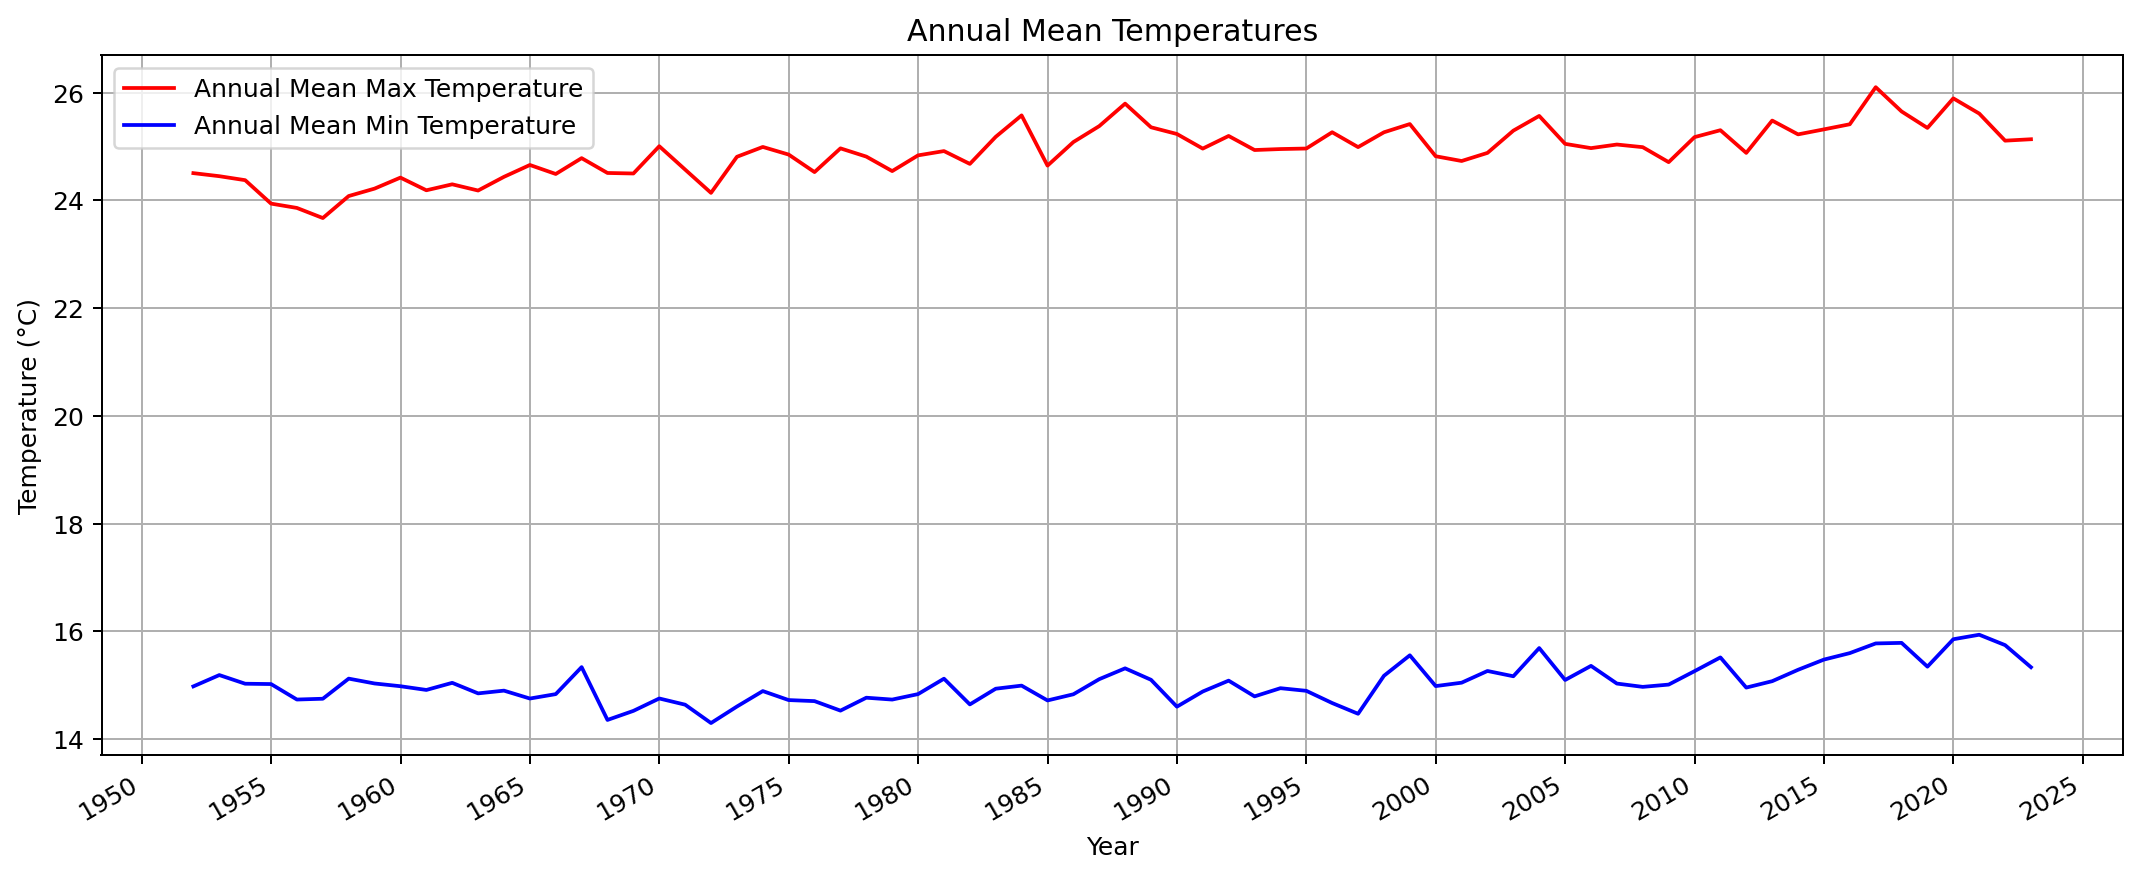 Annual Mean Temperatures
Annual Mean Max Temperature
Annual Mean Min Temperature
Temperature (°C)
26
24
22
20
18
16
14
1950 1955 1960 1965 1970 1975 1980 1985 1990 1995 2000 2005 2010 2015 2020 2025
Year